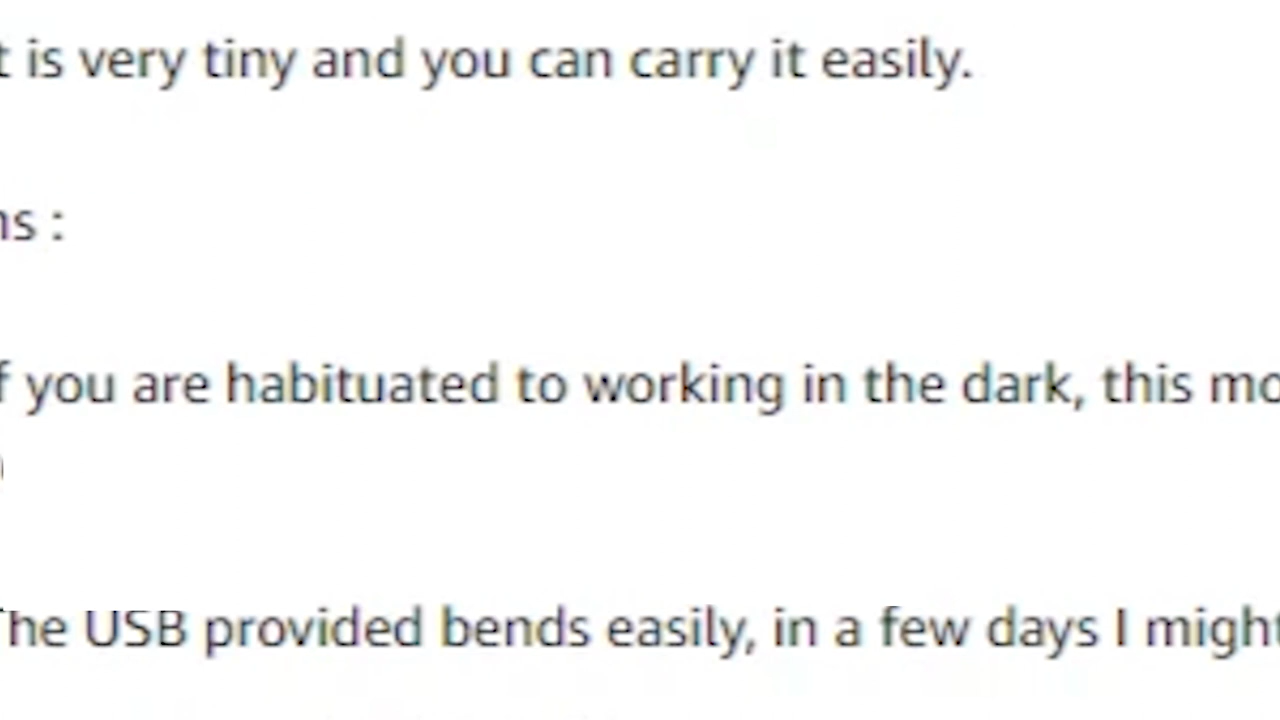 t is very tiny and you can carry it easily.
ns :
f you are habituated to working in the dark, this mo
)
The USB provided bends easily, in a few days I might